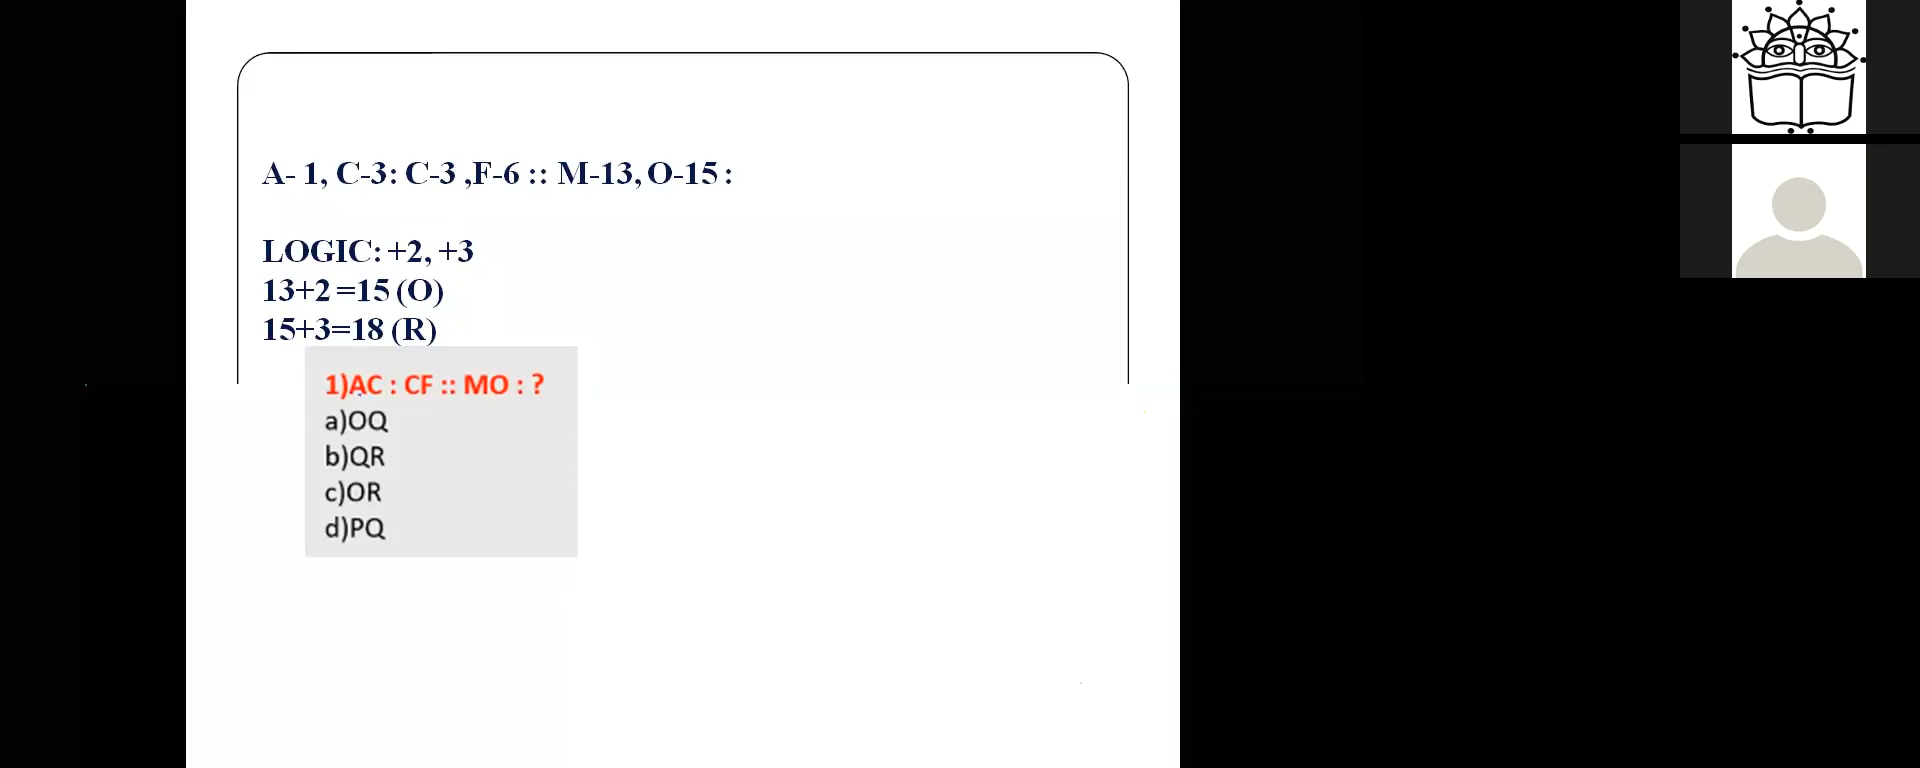 A- 1, C-3: C-3 ,F-6 :: M-13, O-15 :
LOGIC: +2, +3
13+2 =15 (O)
15+3=18 (R)
1)AC : CF :: MO : ?
a)OQ
b)QR
c)OR
d)PQ